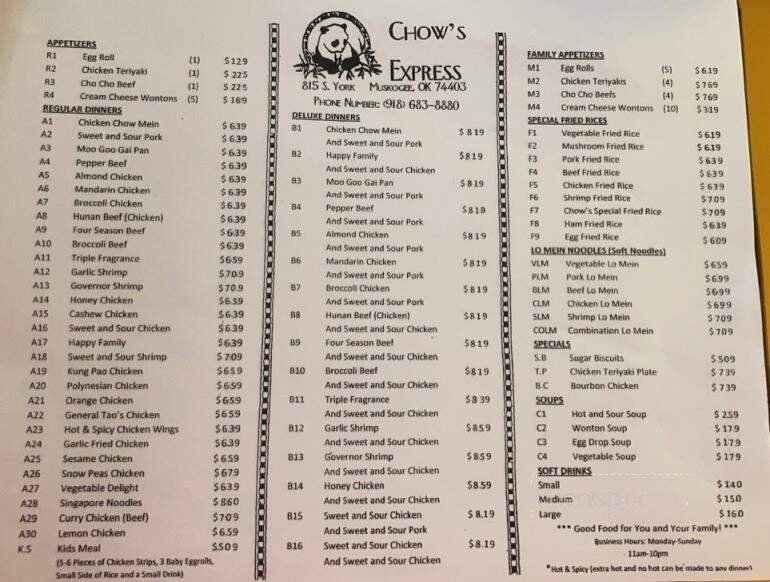 CHOW'S
EXPRESS
815 S. YORK MUSKOGEE, OK 74403
PHONE NUMBER: (918) 683-8880
APPETIZERS
R1 Egg Roll (1) $129
R2 Chicken Teriyaki (1) $225
R3 Cho Cho Beef (1) $225
R4 Cream Cheese Wontons (5) $169
REGULAR DINNERS
A1 Chicken Chow Mein $639
A2 Sweet and Sour Pork $639
A3 Moo Goo Gai Pan $639
A4 Pepper Beef $639
A5 Almond Chicken $639
A6 Mandarin Chicken $639
A7 Broccoli Chicken $639
A8 Hunan Beef (Chicken) $639
A9 Four Season Beef $639
A10 Broccoli Beef $639
A11 Triple Fragrance $659
A12 Garlic Shrimp $709
A13 Governor Shrimp $709
A14 Honey Chicken $659
A15 Cashew Chicken $639
A16 Sweet and Sour Chicken $639
A17 Happy Family $639
A18 Sweet and Sour Shrimp $709
A19 Kung Pao Chicken $659
A20 Polynesian Chicken $659
A21 Orange Chicken $659
A22 General Tao's Chicken $659
A23 Hot & Spicy Chicken Wings $639
A24 Garlic Fried Chicken $639
A25 Sesame Chicken $659
A26 Snow Peas Chicken $679
A27 Vegetable Delight $639
A28 Singapore Noodles $860
A29 Curry Chicken (Beef) $709
A30 Lemon Chicken $659
K.S Kids Meal $509
(5-6 Pieces of Chicken Strips, 3 Baby Eggrolls,
Small Side of Rice and a Small Drink)
DELUXE DINNERS
B1 Chicken Chow Mein $819
And Sweet and Sour Pork
B2 Happy Family $819
And Sweet and Sour Chicken
B3 Moo Goo Gai Pan $819
And Sweet and Sour Pork
B4 Pepper Beef $819
And Sweet and Sour Pork
B5 Almond Chicken $819
And Sweet and Sour Pork
B6 Mandarin Chicken $819
And Sweet and Sour Pork
B7 Broccoli Chicken $819
And Sweet and Sour Pork
B8 Hunan Beef (Chicken) $819
And Sweet and Sour Chicken
B9 Four Season Beef $8.19
And Sweet and Sour Chicken
B10 Broccoli Beef $819
And Sweet and Sour Chicken
B11 Triple Fragrance $839
And Sweet and Sour Chicken
B12 Garlic Shrimp $859
And Sweet and Sour Chicken
B13 Governor Shrimp $859
And Sweet and Sour Chicken
B14 Honey Chicken $8.59
And Sweet and Sour Chicken
B15 Sweet and Sour Chicken $8.19
And Sweet and Sour Pork
B16 Sweet and Sour Chicken $8.19
And Sweet and Sour Chicken
FAMILY APPETIZERS
M1 Egg Rolls (5) $619
M2 Chicken Teriyakis (4) $769
M3 Cho Cho Beefs (4) $769
M4 Cream Cheese Wontons (10) $319
SPECIAL FRIED RICES
F1 Vegetable Fried Rice $619
F2 Mushroom Fried Rice $6.19
F3 Pork Fried Rice $639
F4 Beef Fried Rice $639
F5 Chicken Fried Rice $639
F6 Shrimp Fried Rice $709
F7 Chow's Special Fried Rice $709
F8 Ham Fried Rice $639
F9 Egg Fried Rice $609
LO MEIN NOODLES (Soft Noodles)
VLM Vegetable Lo Mein $659
PLM Pork Lo Mein $699
BLM Beef Lo Mein $699
CLM Chicken Lo Mein $699
SLM Shrimp Lo Mein $709
COLM Combination Lo Mein $709
SPECIALS
S.B Sugar Biscuits $509
T.P Chicken Teriyaki Plate $739
B.C Bourbon Chicken $739
SOUPS
C1 Hot and Sour Soup $259
C2 Wonton Soup $17.9
C3 Egg Drop Soup $179
C4 Vegetable Soup $179
SOFT DRINKS
Small $140
Medium $150
Large $160
*** Good Food for You and Your Family! ***
Business Hours: Monday-Sunday
11am-10pm
*Hot & Spicy (extra hot and no hot can be made to any dinner)